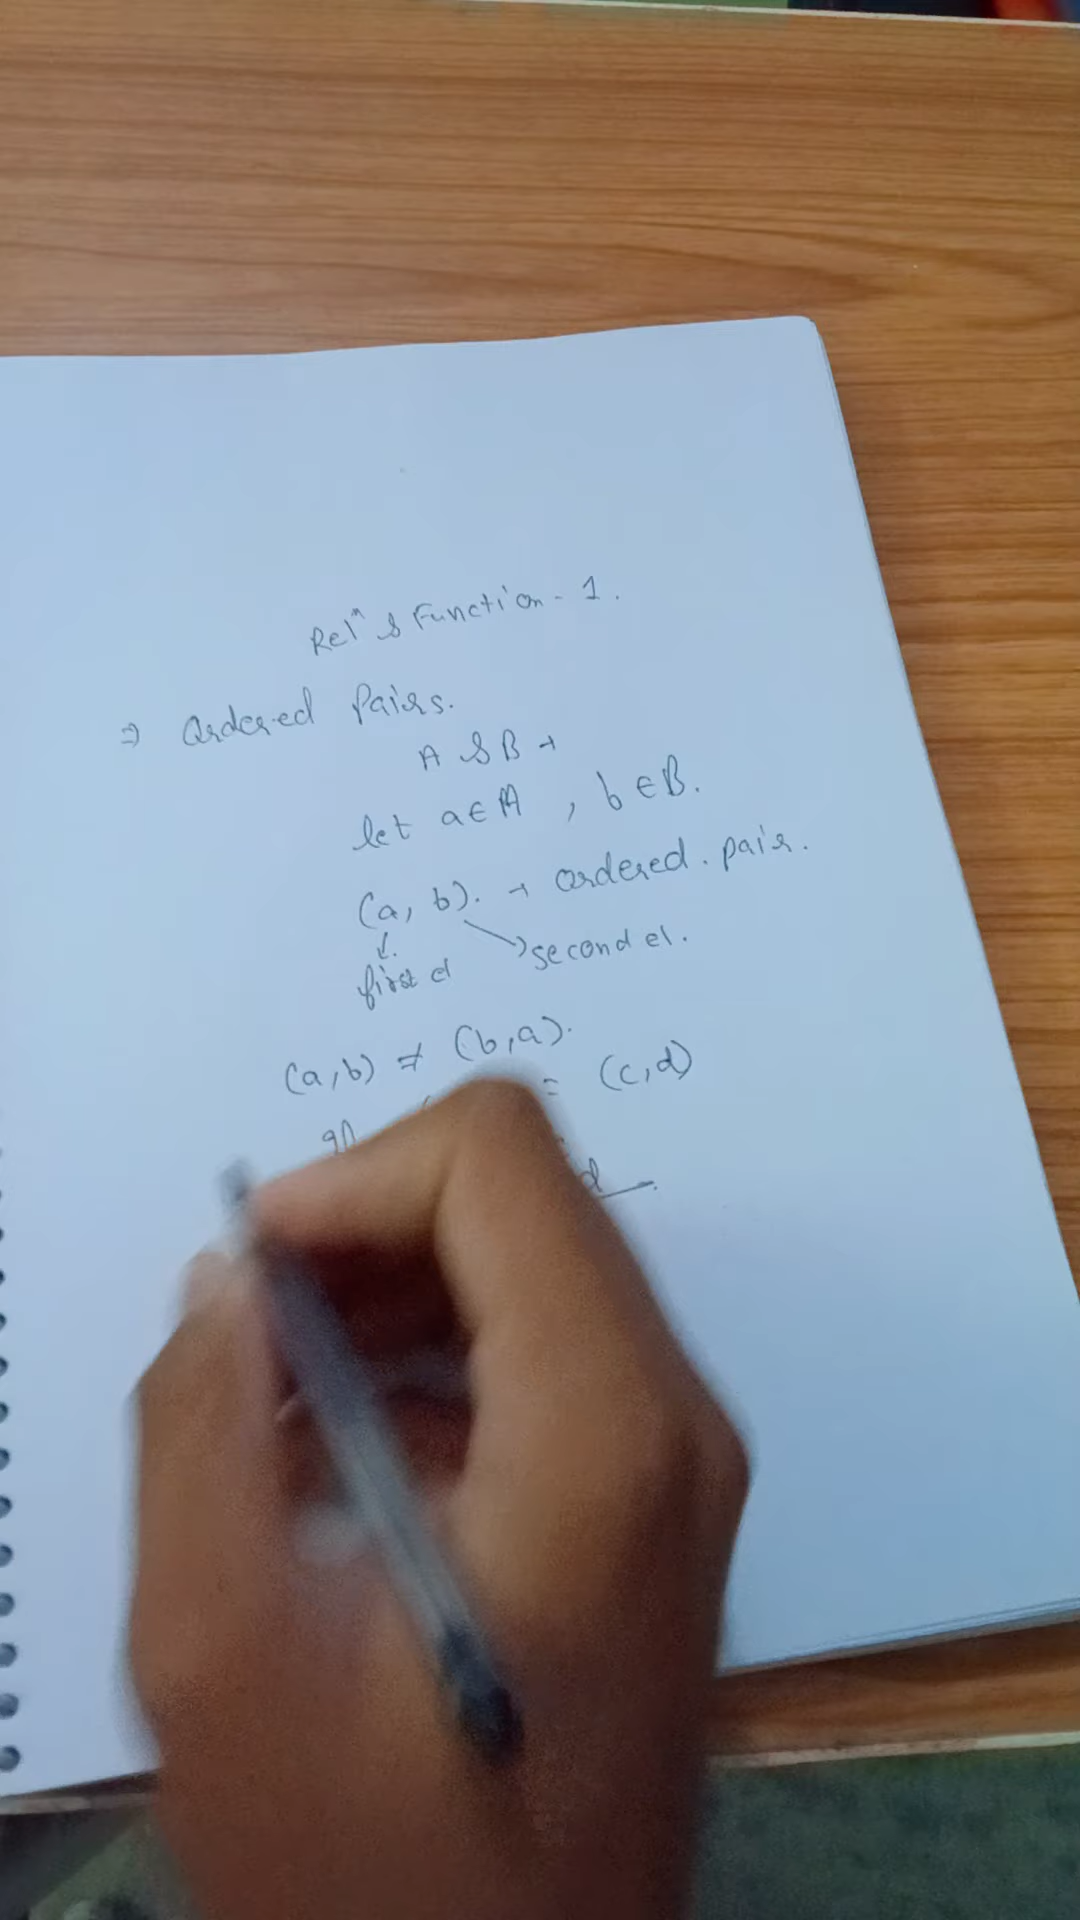 Relⁿ & Function - 1.
⇒ Ordered Pairs.
A & B →
let a ∈ A , b ∈ B.
(a, b). → ordered. pair.
first el second el.
(a,b) ≠ (b,a).
= (c,d)
d